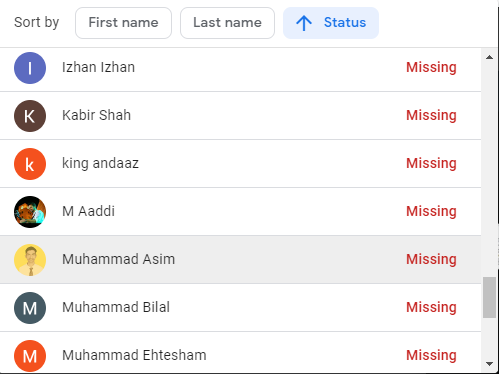 Sort by First name Last name Status
I Izhan Izhan Missing
K Kabir Shah Missing
k king andaaz Missing
M Aaddi Missing
Muhammad Asim Missing
M Muhammad Bilal Missing
M Muhammad Ehtesham Missing